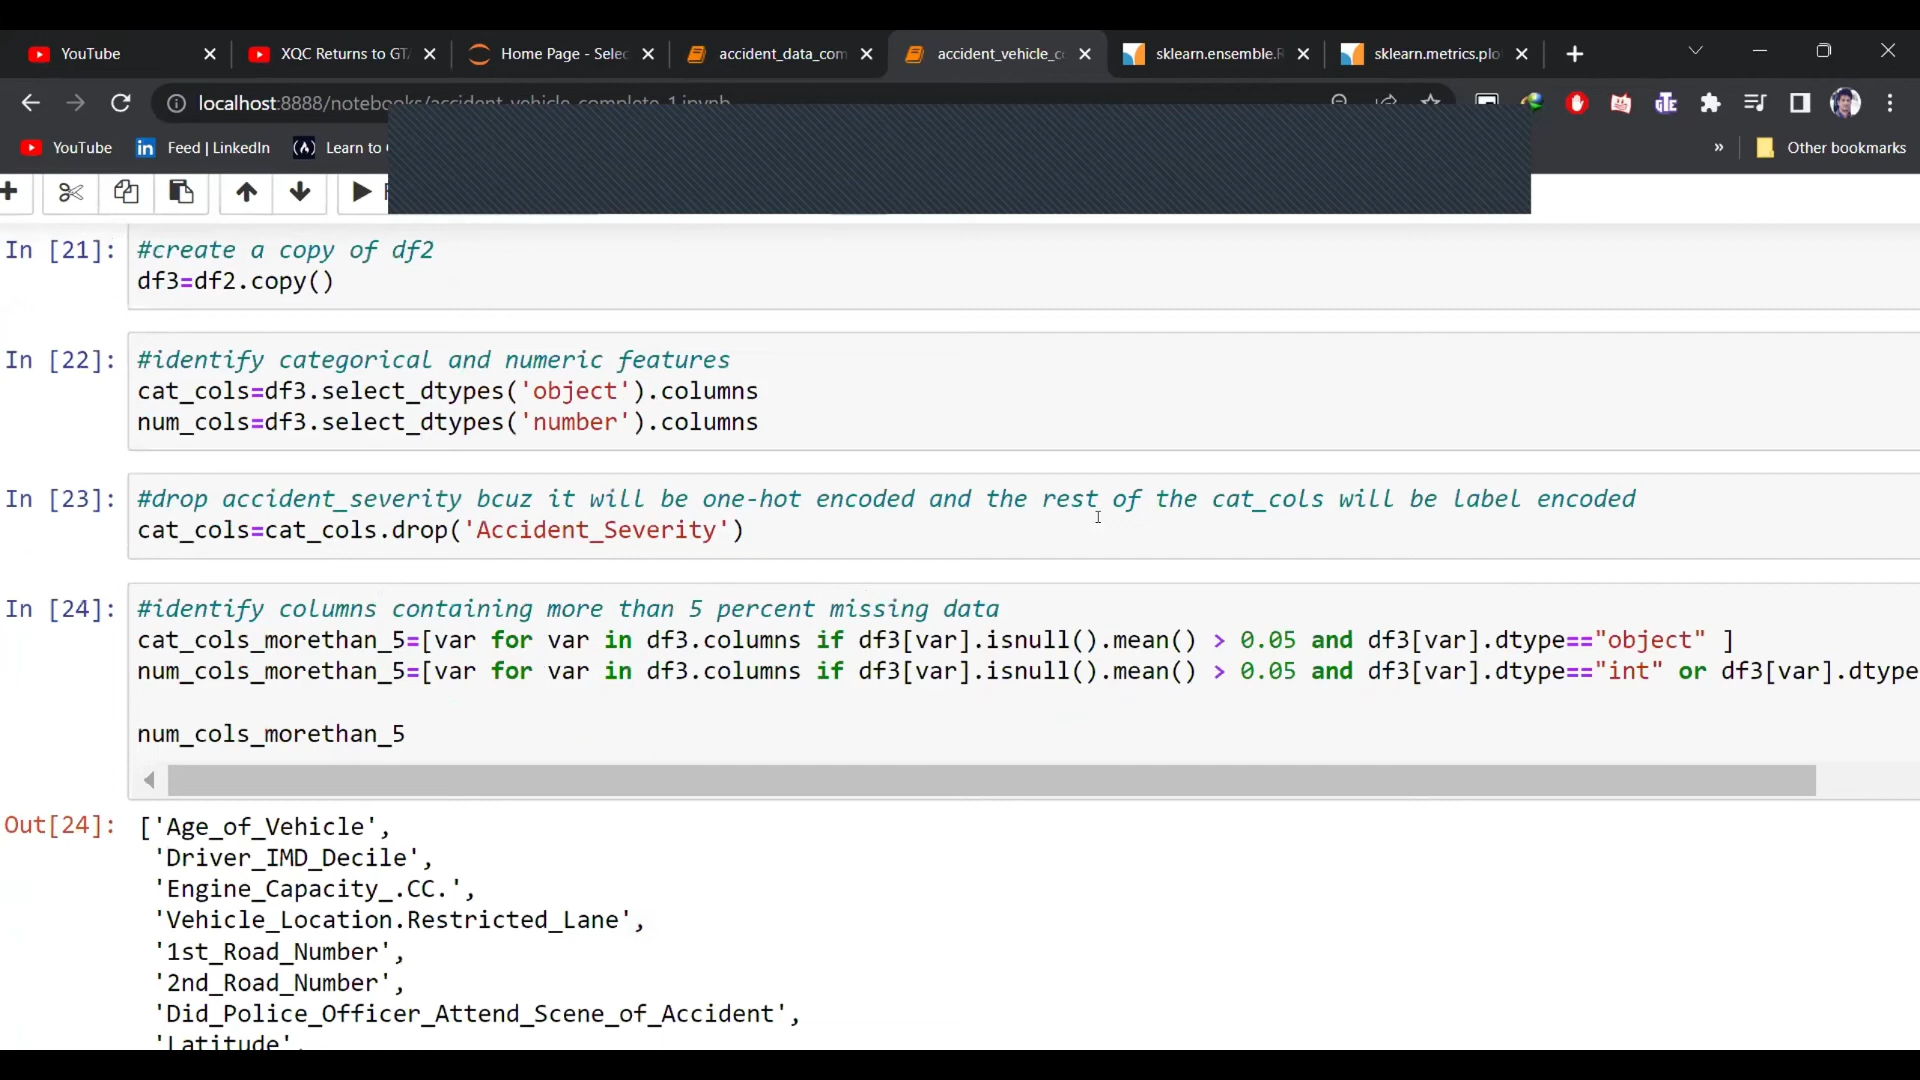 YouTube
XQC Returns to GTA
Home Page - Selec
accident_data_com
accident_vehicle_co
sklearn.ensemble.R
sklearn.metrics.plo
localhost:8888/notebooks/accident_vehicle_complete_1.ipynb
YouTube
Feed | LinkedIn
Learn to
»
Other bookmarks
In [21]:
#create a copy of df2
df3=df2.copy()
In [22]:
#identify categorical and numeric features
cat_cols=df3.select_dtypes('object').columns
num_cols=df3.select_dtypes('number').columns
In [23]:
#drop accident_severity bcuz it will be one-hot encoded and the rest of the cat_cols will be label encoded
cat_cols=cat_cols.drop('Accident_Severity')
In [24]:
#identify columns containing more than 5 percent missing data
cat_cols_morethan_5=[var for var in df3.columns if df3[var].isnull().mean() > 0.05 and df3[var].dtype=="object" ]
num_cols_morethan_5=[var for var in df3.columns if df3[var].isnull().mean() > 0.05 and df3[var].dtype=="int" or df3[var].dtype
num_cols_morethan_5
Out[24]:
['Age_of_Vehicle',
'Driver_IMD_Decile',
'Engine_Capacity_.CC.',
'Vehicle_Location.Restricted_Lane',
'1st_Road_Number',
'2nd_Road_Number',
'Did_Police_Officer_Attend_Scene_of_Accident',
'Latitude',